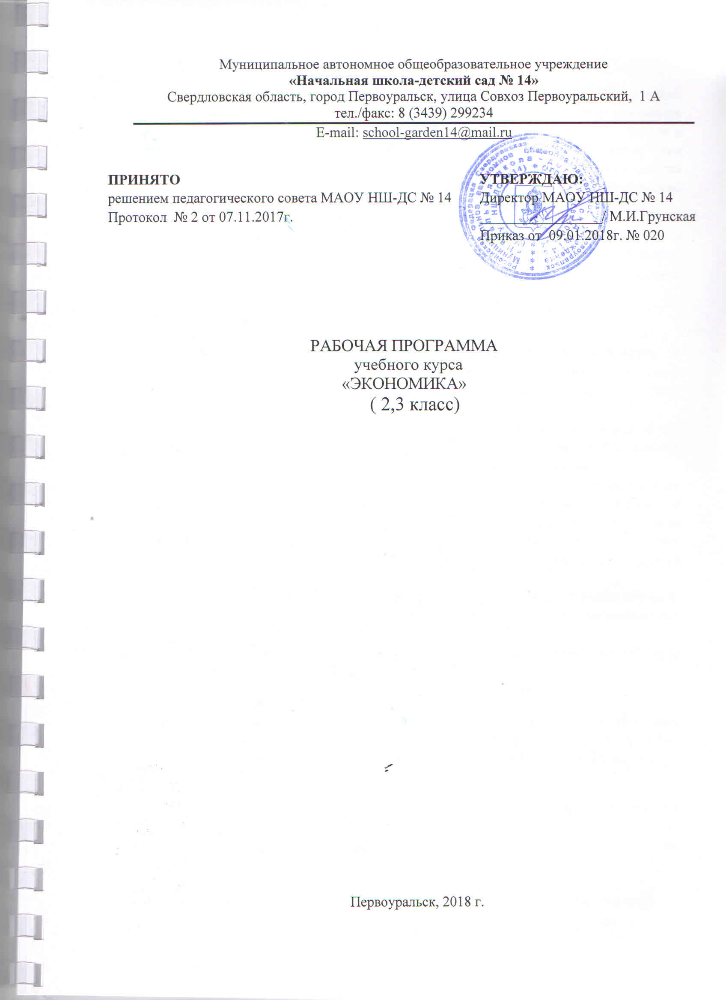 Муниципальное автономное общеобразовательное учреждение
«Начальная школа-детский сад № 14»
Свердловская область, город Первоуральск, улица Совхоз Первоуральский, 1 А
тел./факс: 8 (3439) 299234
E-mail: school-garden14@mail.ru
ПРИНЯТО
решением педагогического совета МАОУ НШ-ДС № 14
Протокол № 2 от 07.11.2017г.
УТВЕРЖДАЮ:
Директор МАОУ НШ-ДС № 14
/ М.И.Грунская
Приказ от 09.01.2018г. № 020
РАБОЧАЯ ПРОГРАММА
учебного курса
«ЭКОНОМИКА»
( 2,3 класс)
Первоуральск, 2018 г.